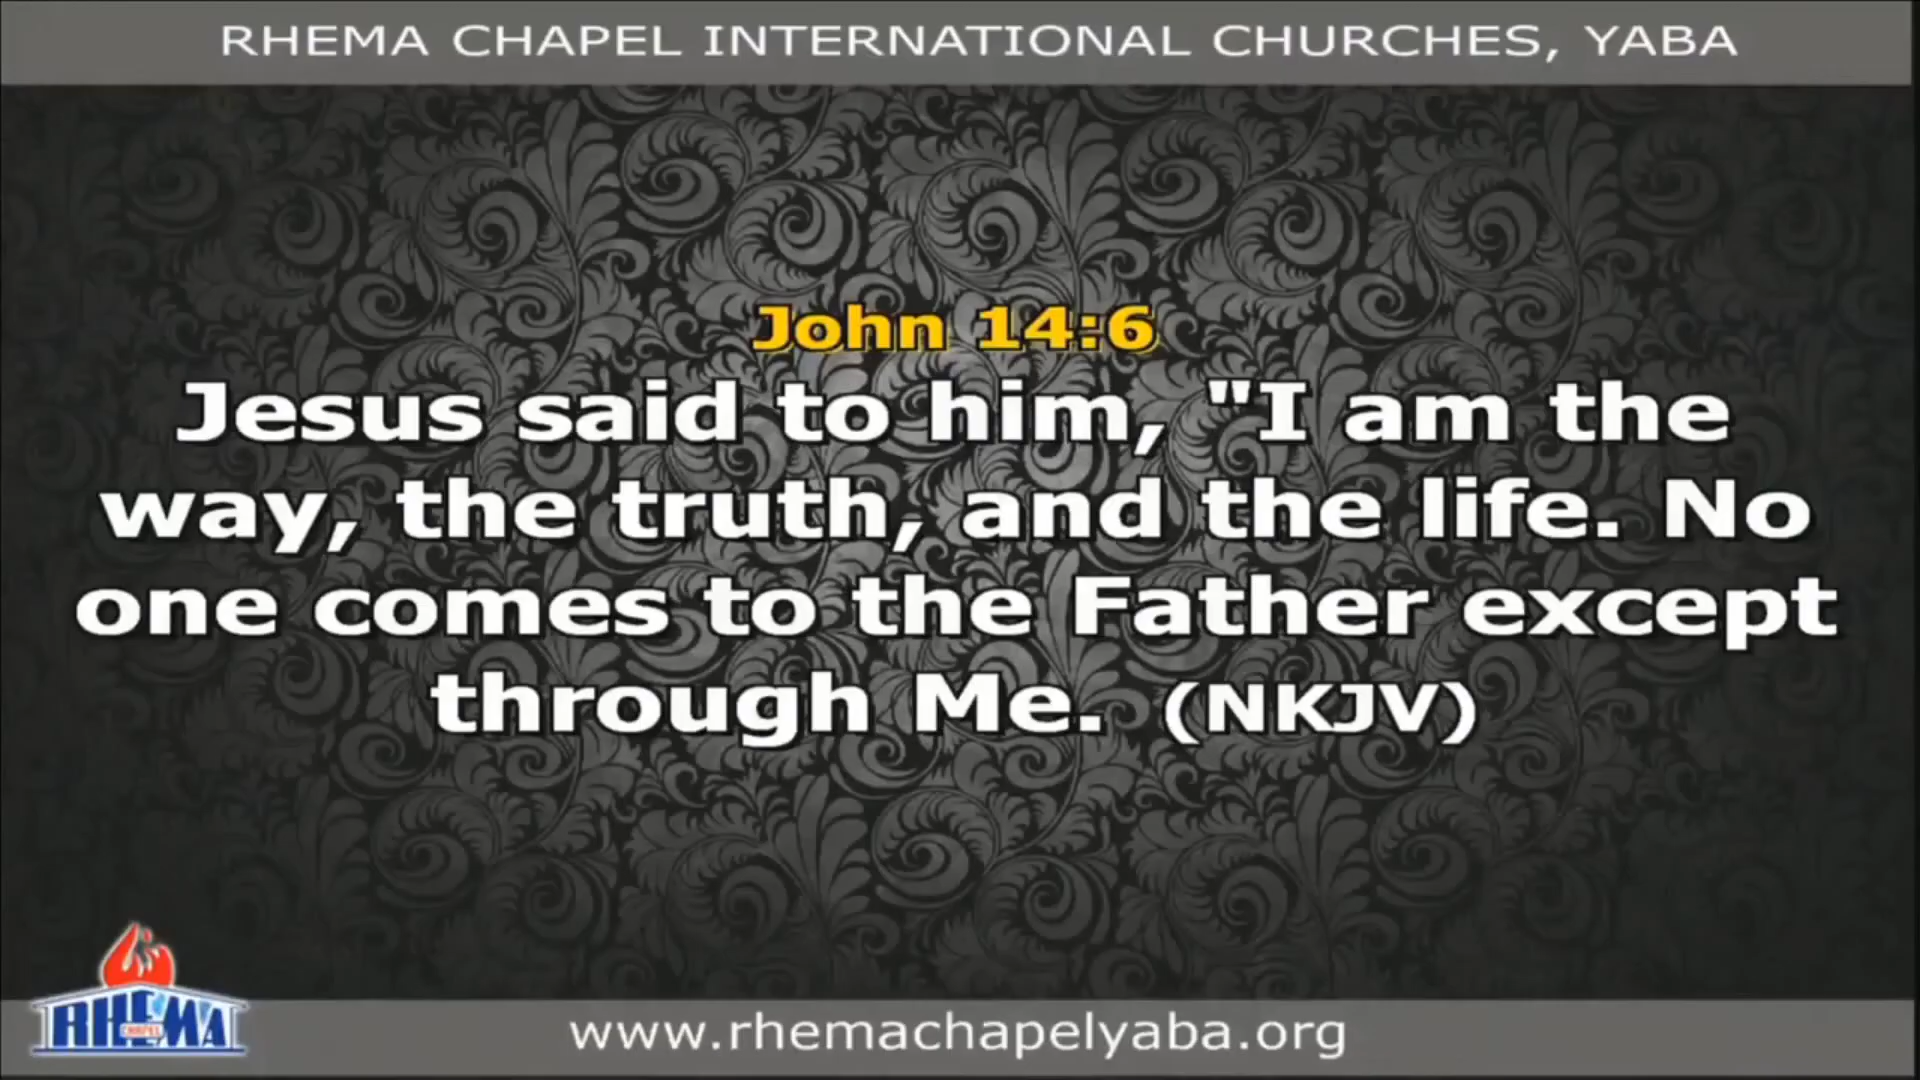 RHEMA CHAPEL INTERNATIONAL CHURCHES, YABA
John 14:6
Jesus said to him, "I am the
way, the truth, and the life. No
one comes to the Father except
through Me. (NKJV)
RHEMA
CHAPEL
www.rhemachapelyaba.org